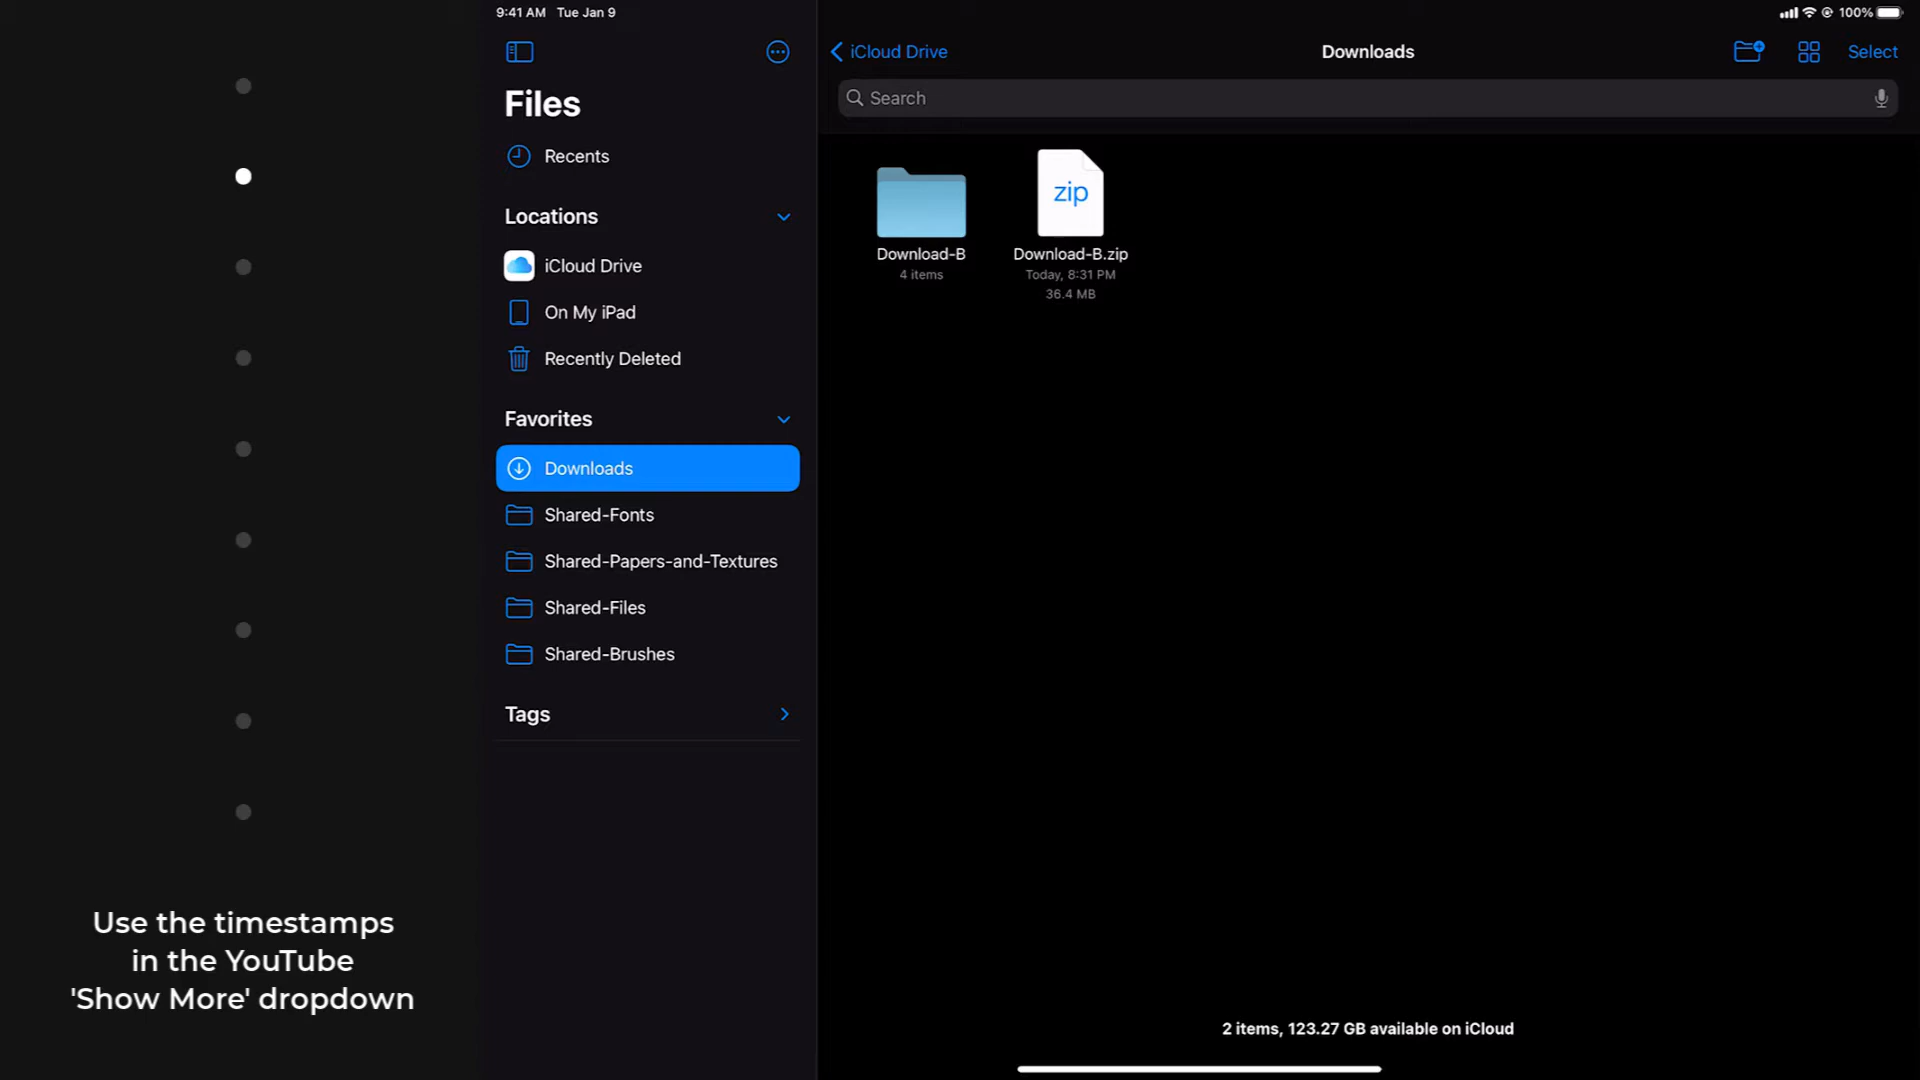 9:41 AM Tue Jan 9
100%
Files
Recents
Locations
iCloud Drive
On My iPad
Recently Deleted
Favorites
Downloads
Shared-Fonts
Shared-Papers-and-Textures
Shared-Files
Shared-Brushes
Tags
iCloud Drive
Downloads
Select
Search
zip
Download-B
4 items
Download-B.zip
Today, 8:31 PM
36.4 MB
2 items, 123.27 GB available on iCloud
Use the timestamps
in the YouTube
'Show More' dropdown